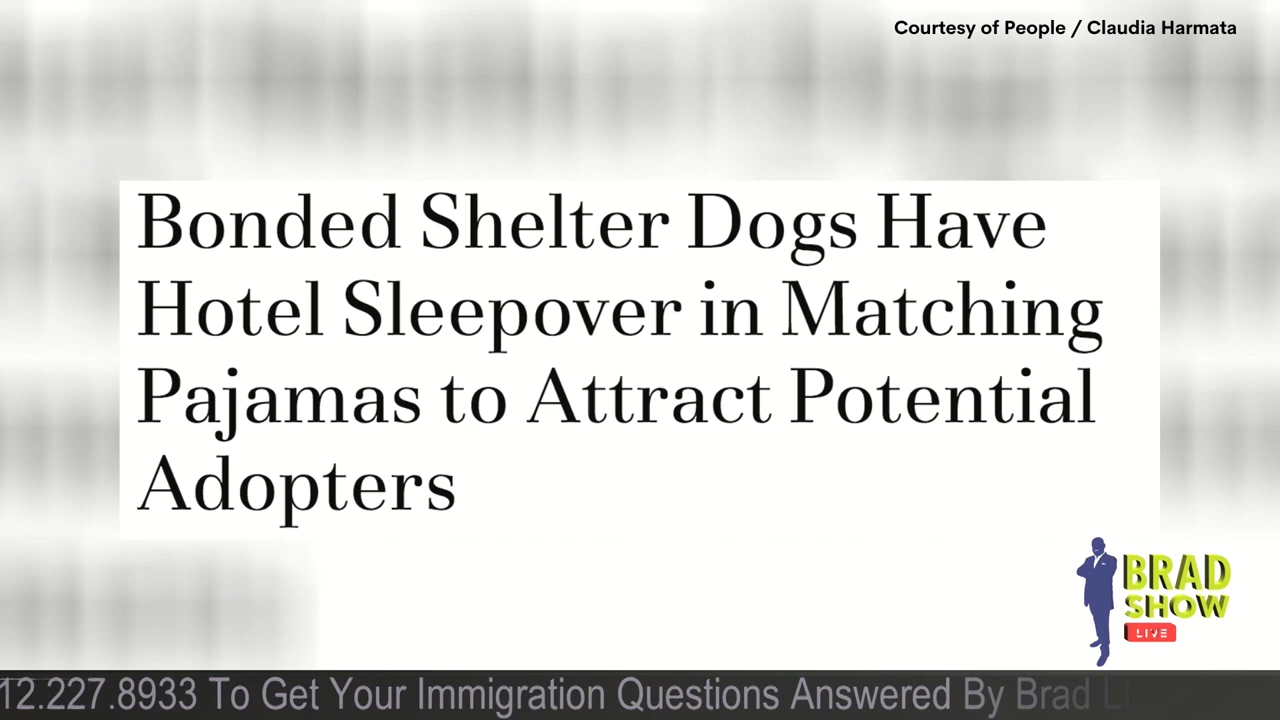 Courtesy of People / Claudia Harmata
Bonded Shelter Dogs Have
Hotel Sleepover in Matching
Pajamas to Attract Potential
Adopters
BRAD
SHOW
LIVE
12.227.8933 To Get Your Immigration Questions Answered By Brad